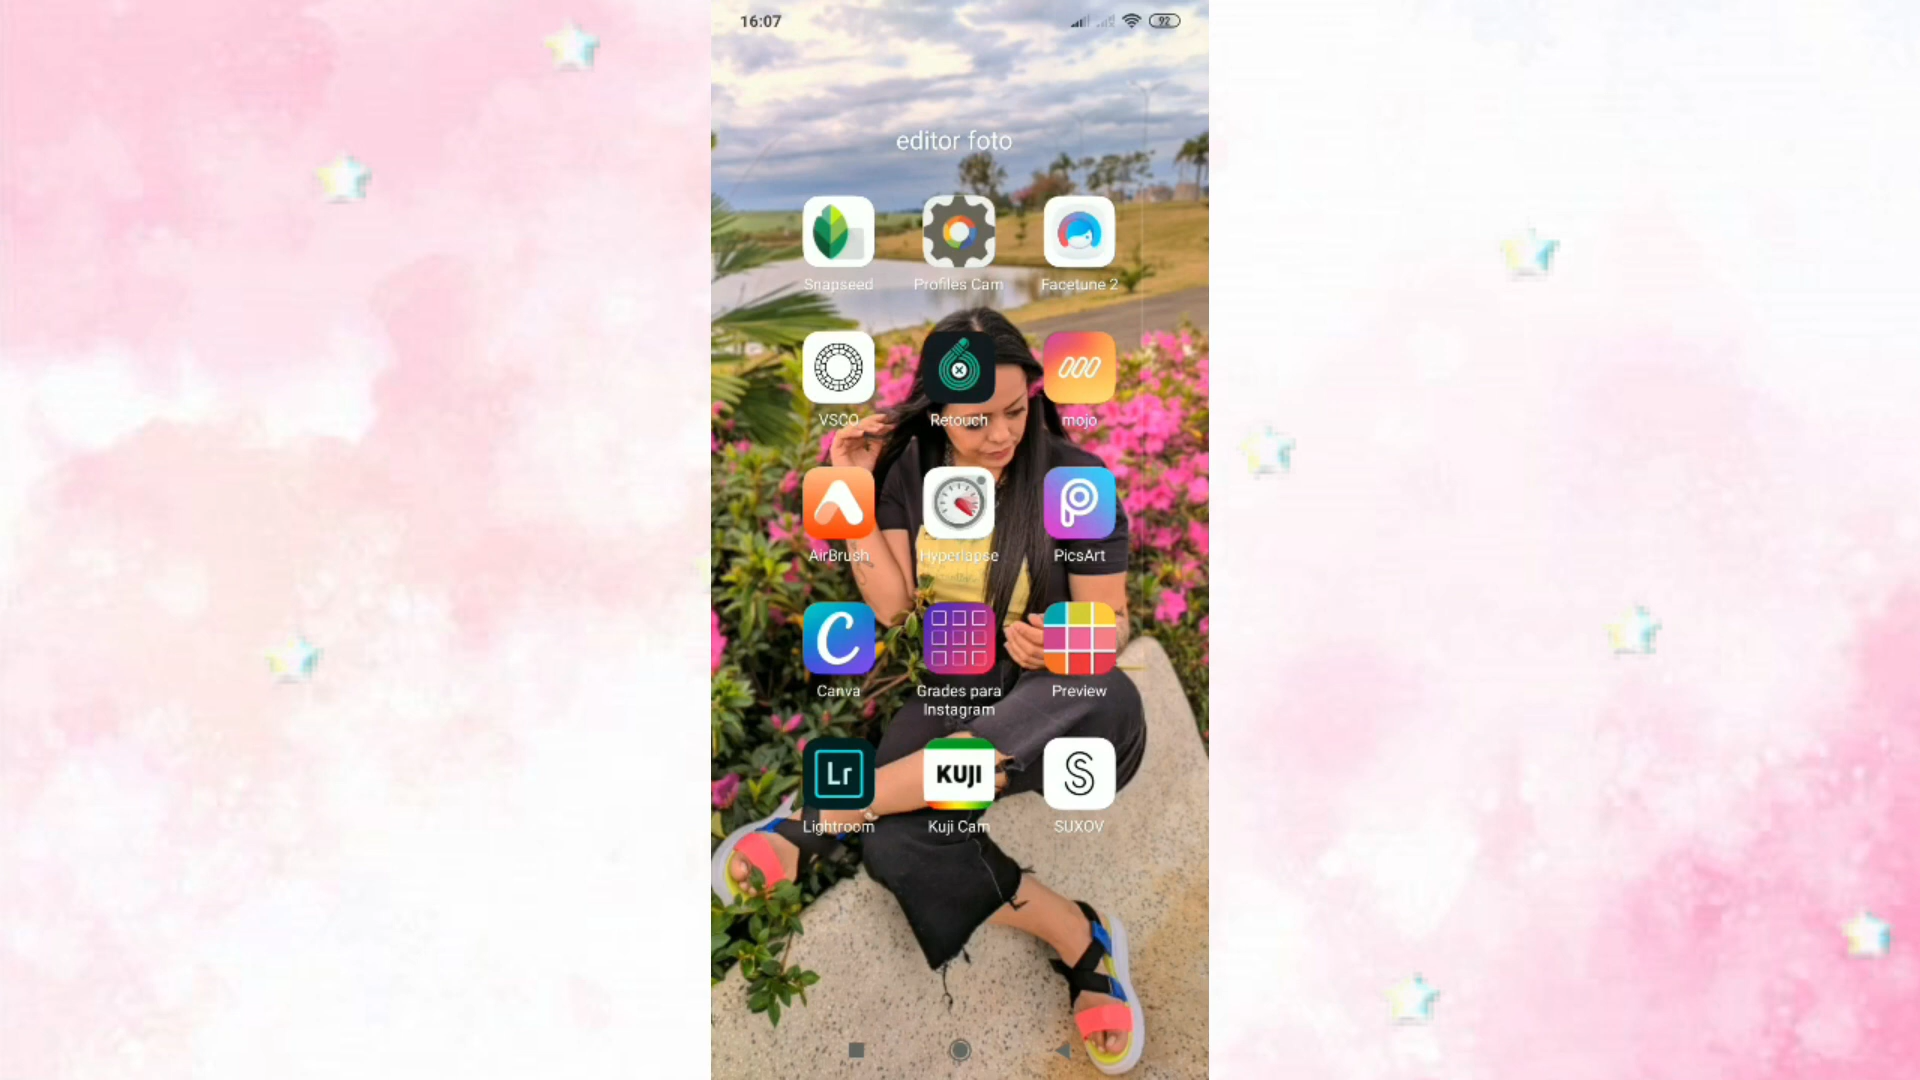 16:07
92
editor foto
Snapseed
Profiles Cam
Facetune 2
VSCO
Retouch
mojo
AirBrush
Hyperlapse
PicsArt
C
Canva
Grades para
Instagram
Preview
Lr
KUJI
S
Lightroom
Kuji Cam
SUXOV